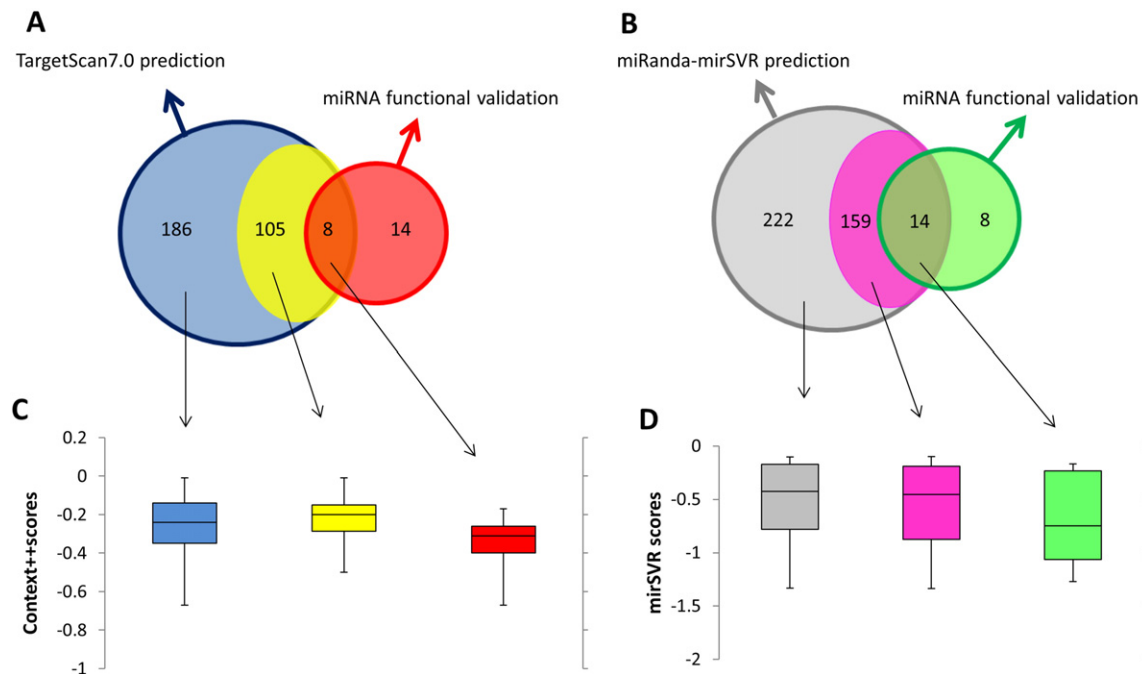 A
TargetScan7.0 prediction
miRNA functional validation
186
105
8
14
B
miRanda-mirSVR prediction
miRNA functional validation
222
159
14
8
C
Context++scores
0.2
0
-0.2
-0.4
-0.6
-0.8
-1
D
mirSVR scores
0
-0.5
-1
-1.5
-2